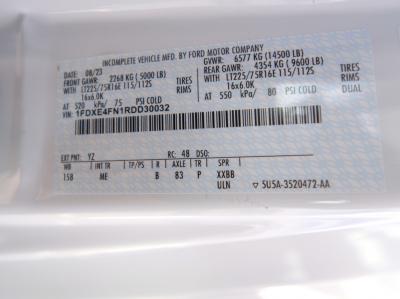 INCOMPLETE VEHICLE MFD. BY FORD MOTOR COMPANY
DATE: 08/23 GVWR: 6577 KG (14500 LB)
FRONT GAWR: 2268 KG ( 5000 LB) REAR GAWR: 4354 KG ( 9600 LB)
WITH LT225/75R16E 115/112S TIRES WITH LT225/75R16E 115/112S TIRES
16x6.0K RIMS 16x6.0K RIMS
AT 520 kPa/ 75 PSI COLD AT 550 kPa/ 80 PSI COLD
VIN: 1FDXE4FN1RDD30032
EXT PNT: YZ RC: 48 DSO:
WB INT TR TP/PS R AXLE TR SPR
158 ME B 83 P XXBB
ULN ▽ 5U5A-3520472-AA